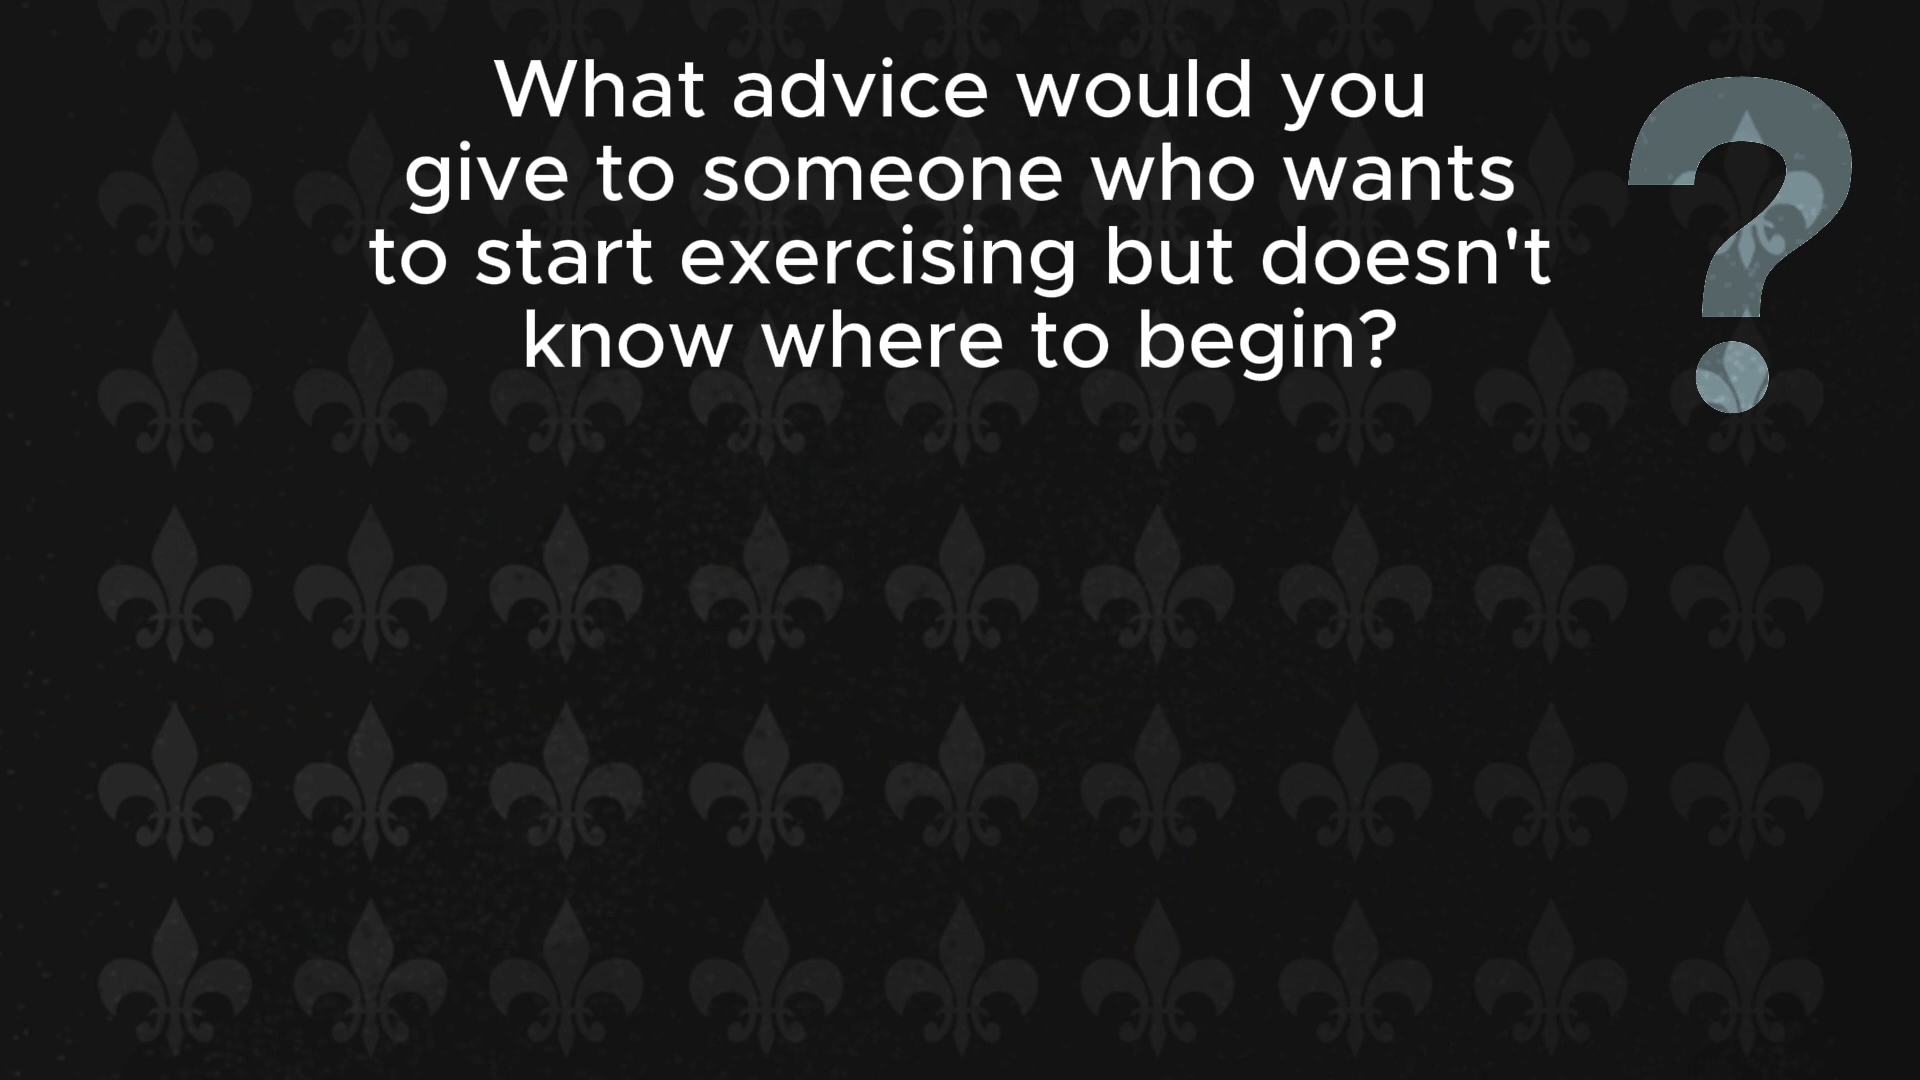 What advice would you
give to someone who wants
to start exercising but doesn't
know where to begin?
?